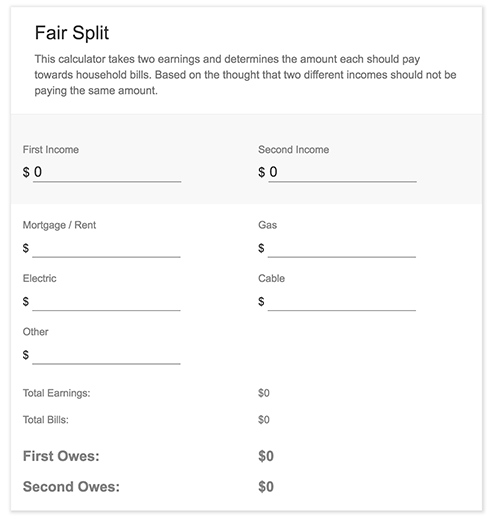 Fair Split
This calculator takes two earnings and determines the amount each should pay
towards household bills. Based on the thought that two different incomes should not be
paying the same amount.
First Income Second Income
$ 0 $ 0
Mortgage / Rent Gas
$ $
Electric Cable
$ $
Other
$
Total Earnings: $0
Total Bills: $0
First Owes: $0
Second Owes: $0